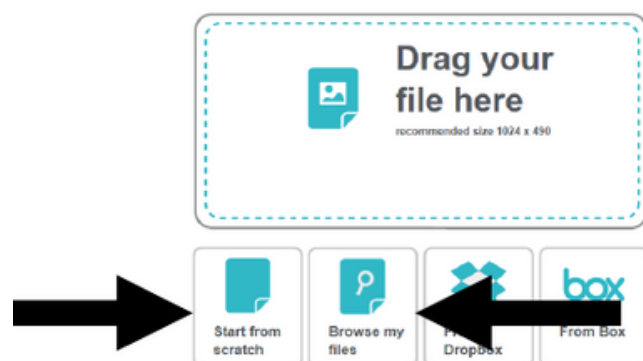 Drag your
file here
recommended size 1024 x 490
Start from
scratch
Browse my
files
Dropbox
box
From Box